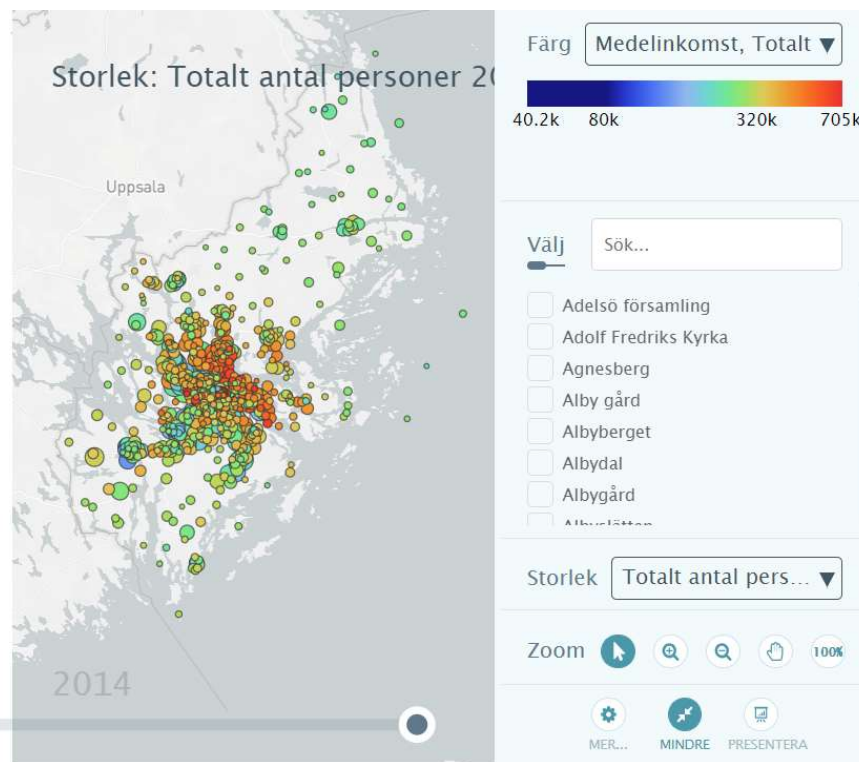 Storlek: Totalt antal personer 20
Uppsala
2014
Färg Medelinkomst, Totalt ▼
40.2k 80k 320k 705k
Välj Sök...
Adelsö församling
Adolf Fredriks Kyrka
Agnesberg
Alby gård
Albyberget
Albydal
Albygård
Storlek Totalt antal pers... ▼
Zoom 100%
MER... MINDRE PRESENTERA